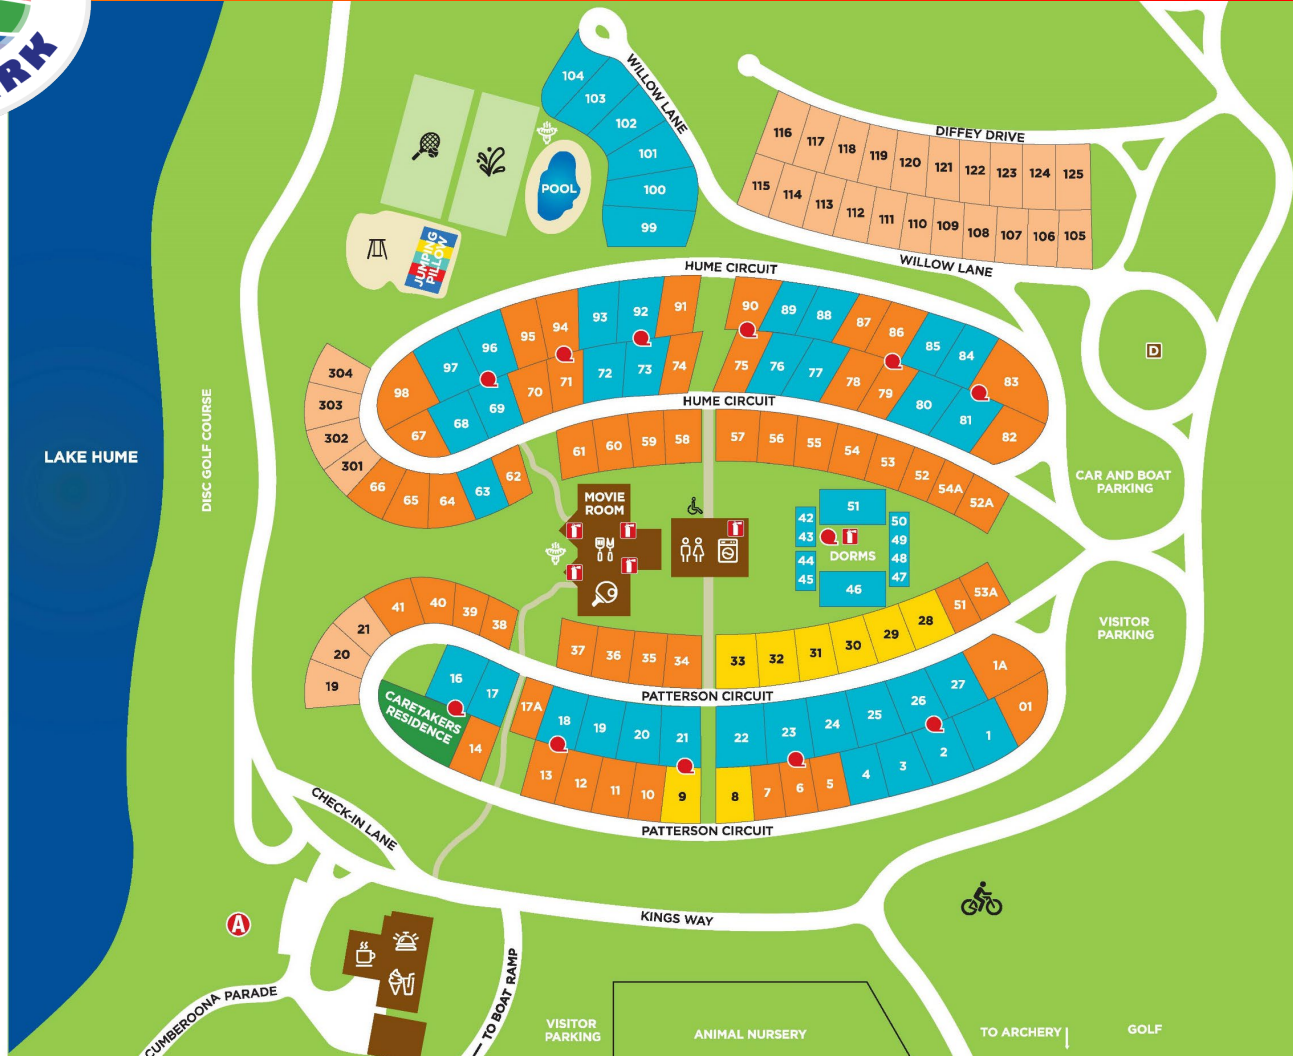 RK
LAKE HUME
DISC GOLF COURSE
POOL
JUMPING
PILLOW
WILLOW LANE
104
103
102
101
100
99
DIFFEY DRIVE
116 117 118 119 120 121 122 123 124 125
115 114 113 112 111 110 109 108 107 106 105
WILLOW LANE
HUME CIRCUIT
98 97 96 95 94 93 92 91
90 89 88 87 86 85 84 83
67 68 69 70 71 72 73 74
75 76 77 78 79 80 81 82
HUME CIRCUIT
304
303
302
301
66 65 64 63 62
61 60 59 58
57 56 55 54 53 52 54A 52A
D
CAR AND BOAT
PARKING
MOVIE
ROOM
51
42
43
44
45
DORMS
50
49
48
47
46
VISITOR
PARKING
41 40 39 38
37 36 35 34
33 32 31 30 29 28 51 53A
21
20
19
PATTERSON CIRCUIT
CARETAKERS
RESIDENCE
16 17
14
17A 18 19 20 21
22 23 24 25 26 27 1A
13 12 11 10 9
8 7 6 5 4 3 2 1 01
PATTERSON CIRCUIT
CHECK-IN LANE
KINGS WAY
A
CUMBEROONA PARADE
TO BOAT RAMP
VISITOR
PARKING
ANIMAL NURSERY
TO ARCHERY
GOLF